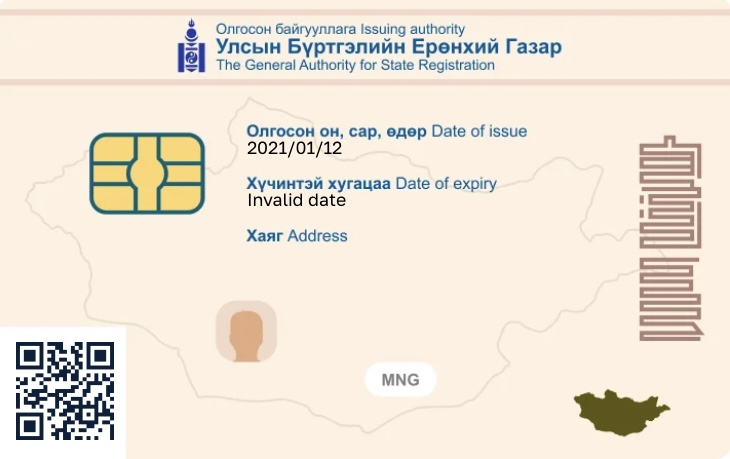 Олгосон байгууллага Issuing authority
Улсын Бүртгэлийн Ерөнхий Газар
The General Authority for State Registration
Олгосон он, сар, өдөр Date of issue
2021/01/12
Хүчинтэй хугацаа Date of expiry
Invalid date
Хаяг Address
MNG